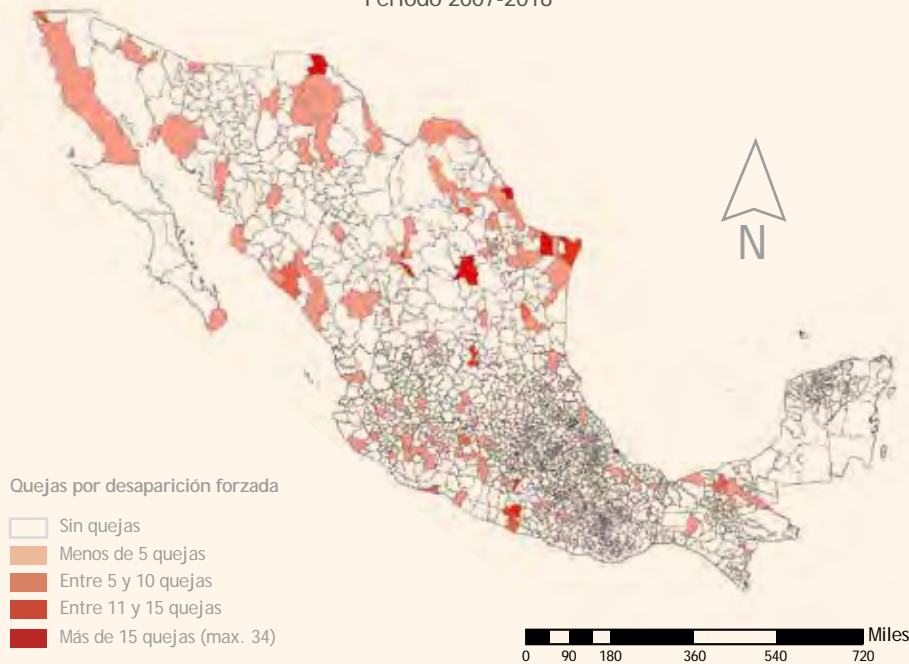 Periodo 2007-2018
N
Quejas por desaparición forzada
Sin quejas
Menos de 5 quejas
Entre 5 y 10 quejas
Entre 11 y 15 quejas
Más de 15 quejas (max. 34)
Miles
0 90 180 360 540 720